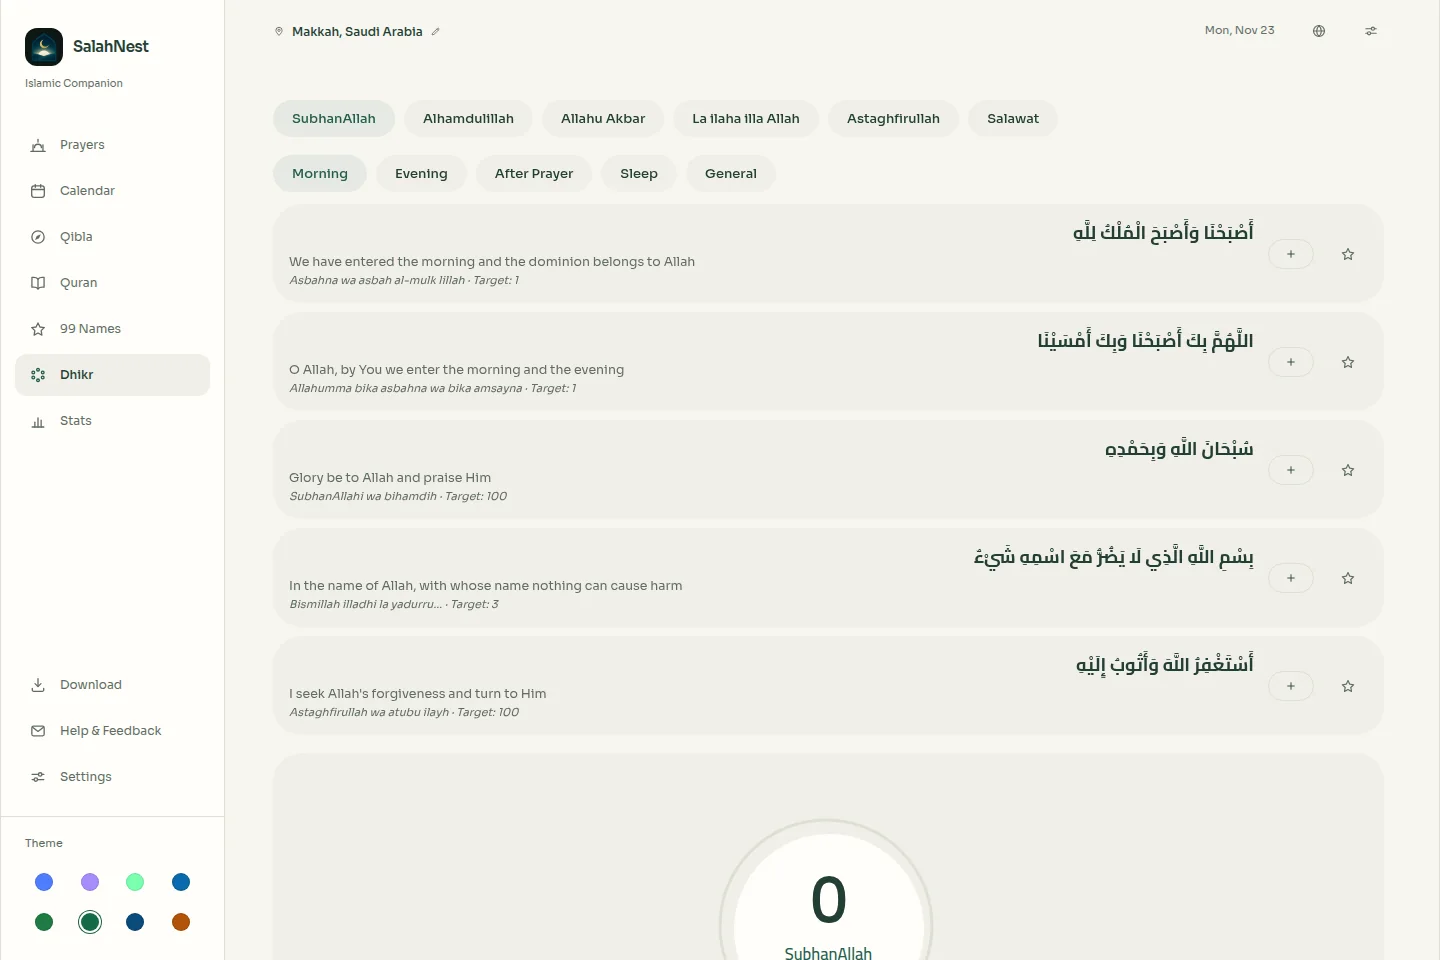 SalahNest
Islamic Companion
Prayers
Calendar
Qibla
Quran
99 Names
Dhikr
Stats
Download
Help & Feedback
Settings
Theme
Makkah, Saudi Arabia
Mon, Nov 23
SubhanAllah
Alhamdulillah
Allahu Akbar
La ilaha illa Allah
Astaghfirullah
Salawat
Morning
Evening
After Prayer
Sleep
General
أَصْبَحْنَا وَأَصْبَحَ الْمُلْكُ لِلَّهِ
We have entered the morning and the dominion belongs to Allah
Asbahna wa asbah al-mulk lillah · Target: 1
اللَّهُمَّ بِكَ أَصْبَحْنَا وَبِكَ أَمْسَيْنَا
O Allah, by You we enter the morning and the evening
Allahumma bika asbahna wa bika amsayna · Target: 1
سُبْحَانَ اللَّهِ وَبِحَمْدِهِ
Glory be to Allah and praise Him
SubhanAllahi wa bihamdih · Target: 100
بِسْمِ اللَّهِ الَّذِي لَا يَضُرُّ مَعَ اسْمِهِ شَيْءٌ
In the name of Allah, with whose name nothing can cause harm
Bismillah illadhi la yadurru... · Target: 3
أَسْتَغْفِرُ اللَّهَ وَأَتُوبُ إِلَيْهِ
I seek Allah's forgiveness and turn to Him
Astaghfirullah wa atubu ilayh · Target: 100
0
SubhanAllah